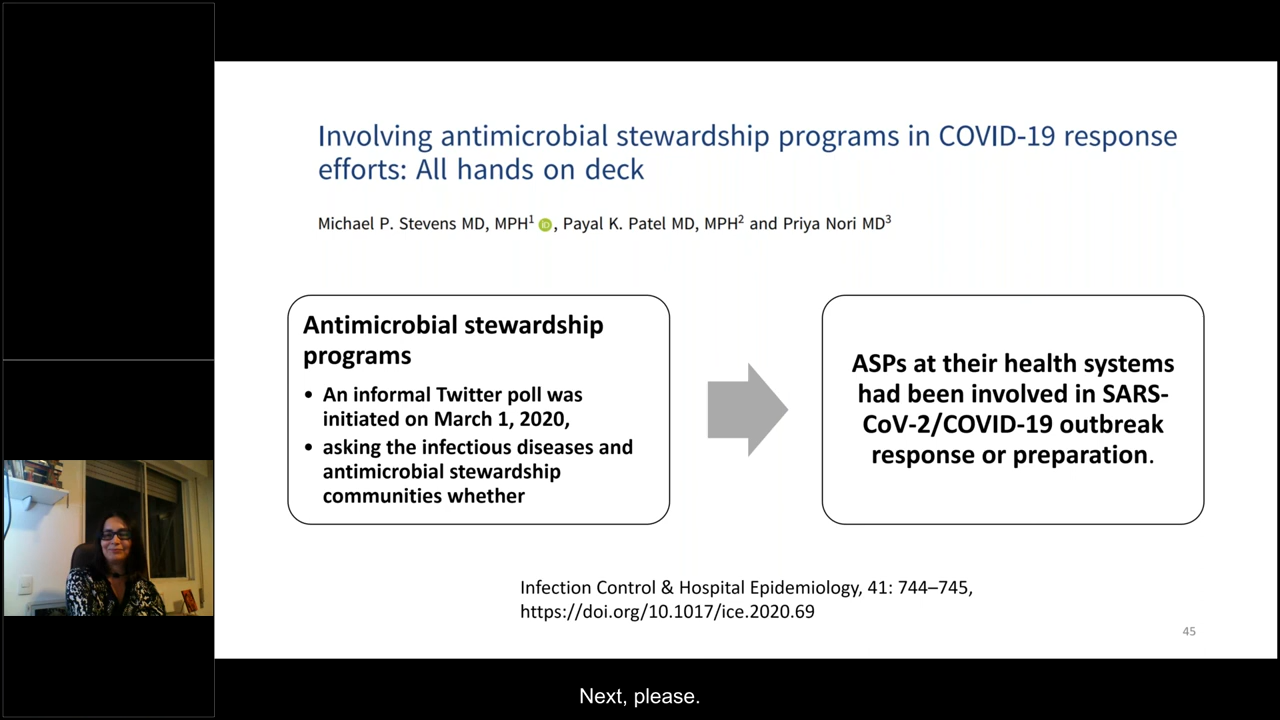 Involving antimicrobial stewardship programs in COVID-19 response
efforts: All hands on deck
Michael P. Stevens MD, MPH1 iD, Payal K. Patel MD, MPH2 and Priya Nori MD3
Antimicrobial stewardship
programs
• An informal Twitter poll was
initiated on March 1, 2020,
• asking the infectious diseases and
antimicrobial stewardship
communities whether
ASPs at their health systems
had been involved in SARS-
CoV-2/COVID-19 outbreak
response or preparation.
Infection Control & Hospital Epidemiology, 41: 744–745,
https://doi.org/10.1017/ice.2020.69
45
Next, please.